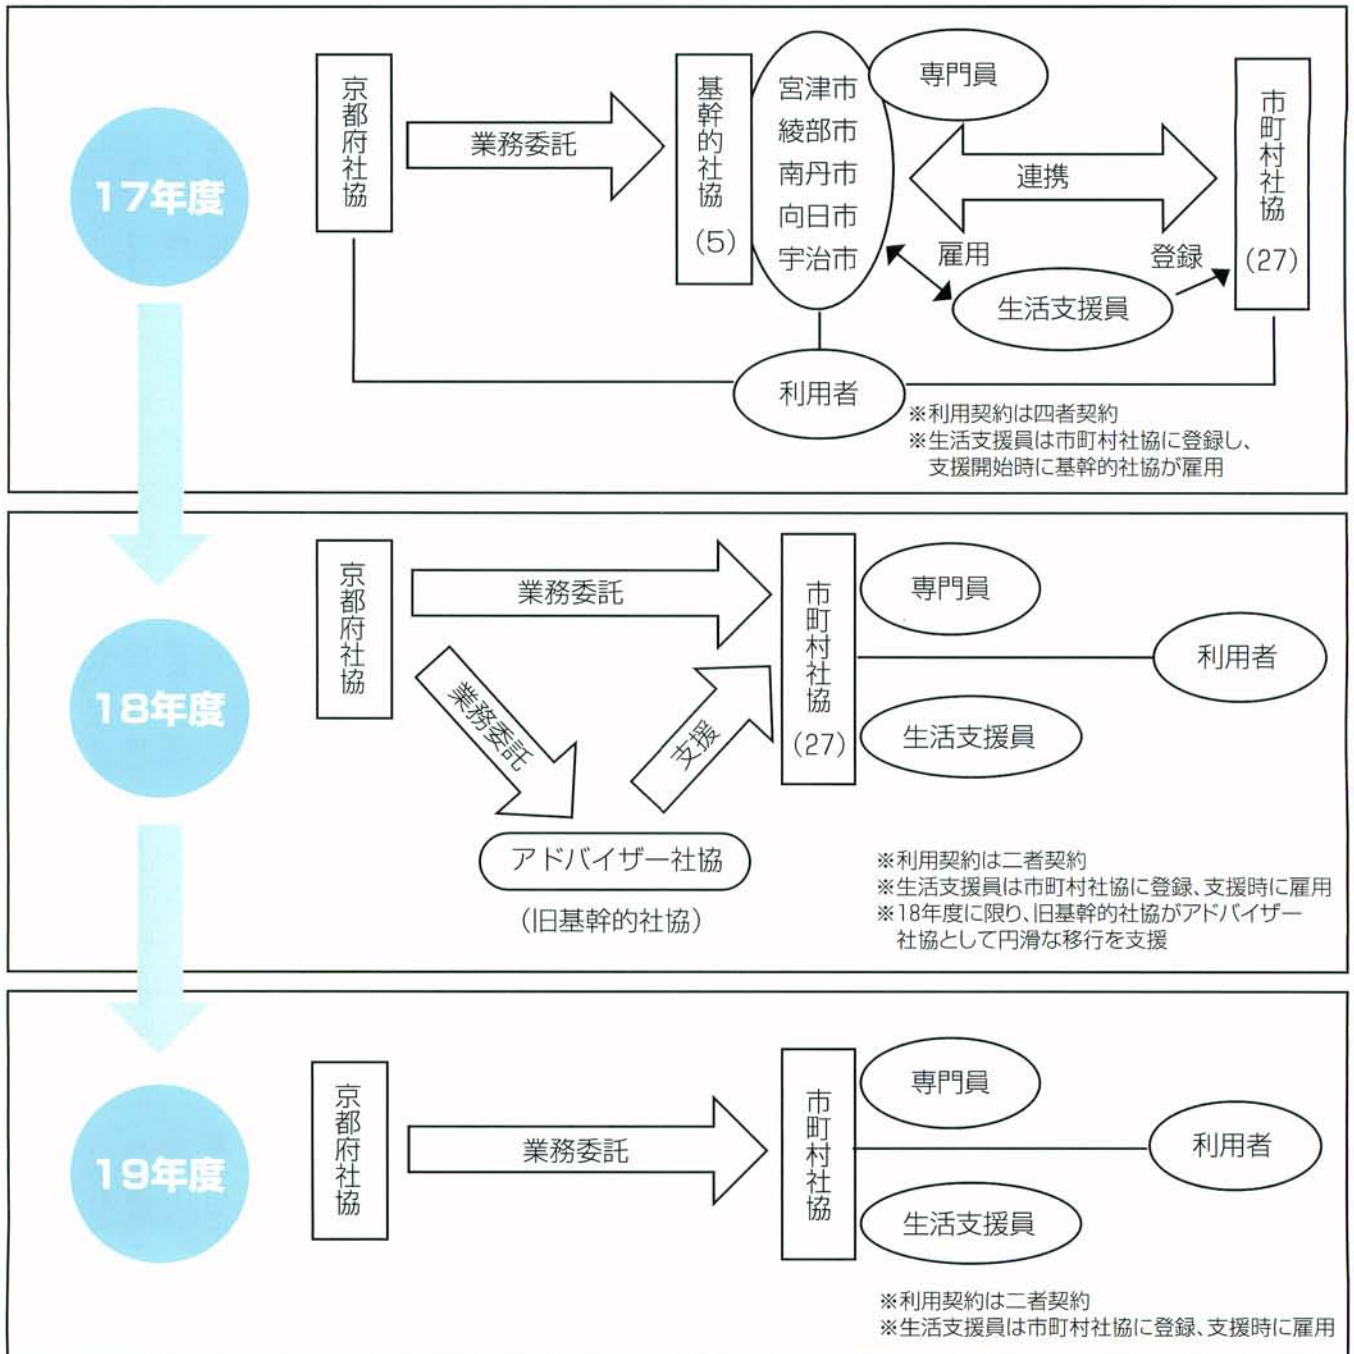 17年度
京都府社協
業務委託
基幹的社協
(5)
宮津市
綾部市
南丹市
向日市
宇治市
専門員
連携
雇用
登録
生活支援員
市町村社協
(27)
利用者
※利用契約は四者契約
※生活支援員は市町村社協に登録し、
支援開始時に基幹的社協が雇用
18年度
京都府社協
業務委託
業務委託
支援
アドバイザー社協
(旧基幹的社協)
市町村社協
(27)
専門員
生活支援員
利用者
※利用契約は二者契約
※生活支援員は市町村社協に登録、支援時に雇用
※18年度に限り、旧基幹的社協がアドバイザー
社協として円滑な移行を支援
19年度
京都府社協
業務委託
市町村社協
専門員
生活支援員
利用者
※利用契約は二者契約
※生活支援員は市町村社協に登録、支援時に雇用